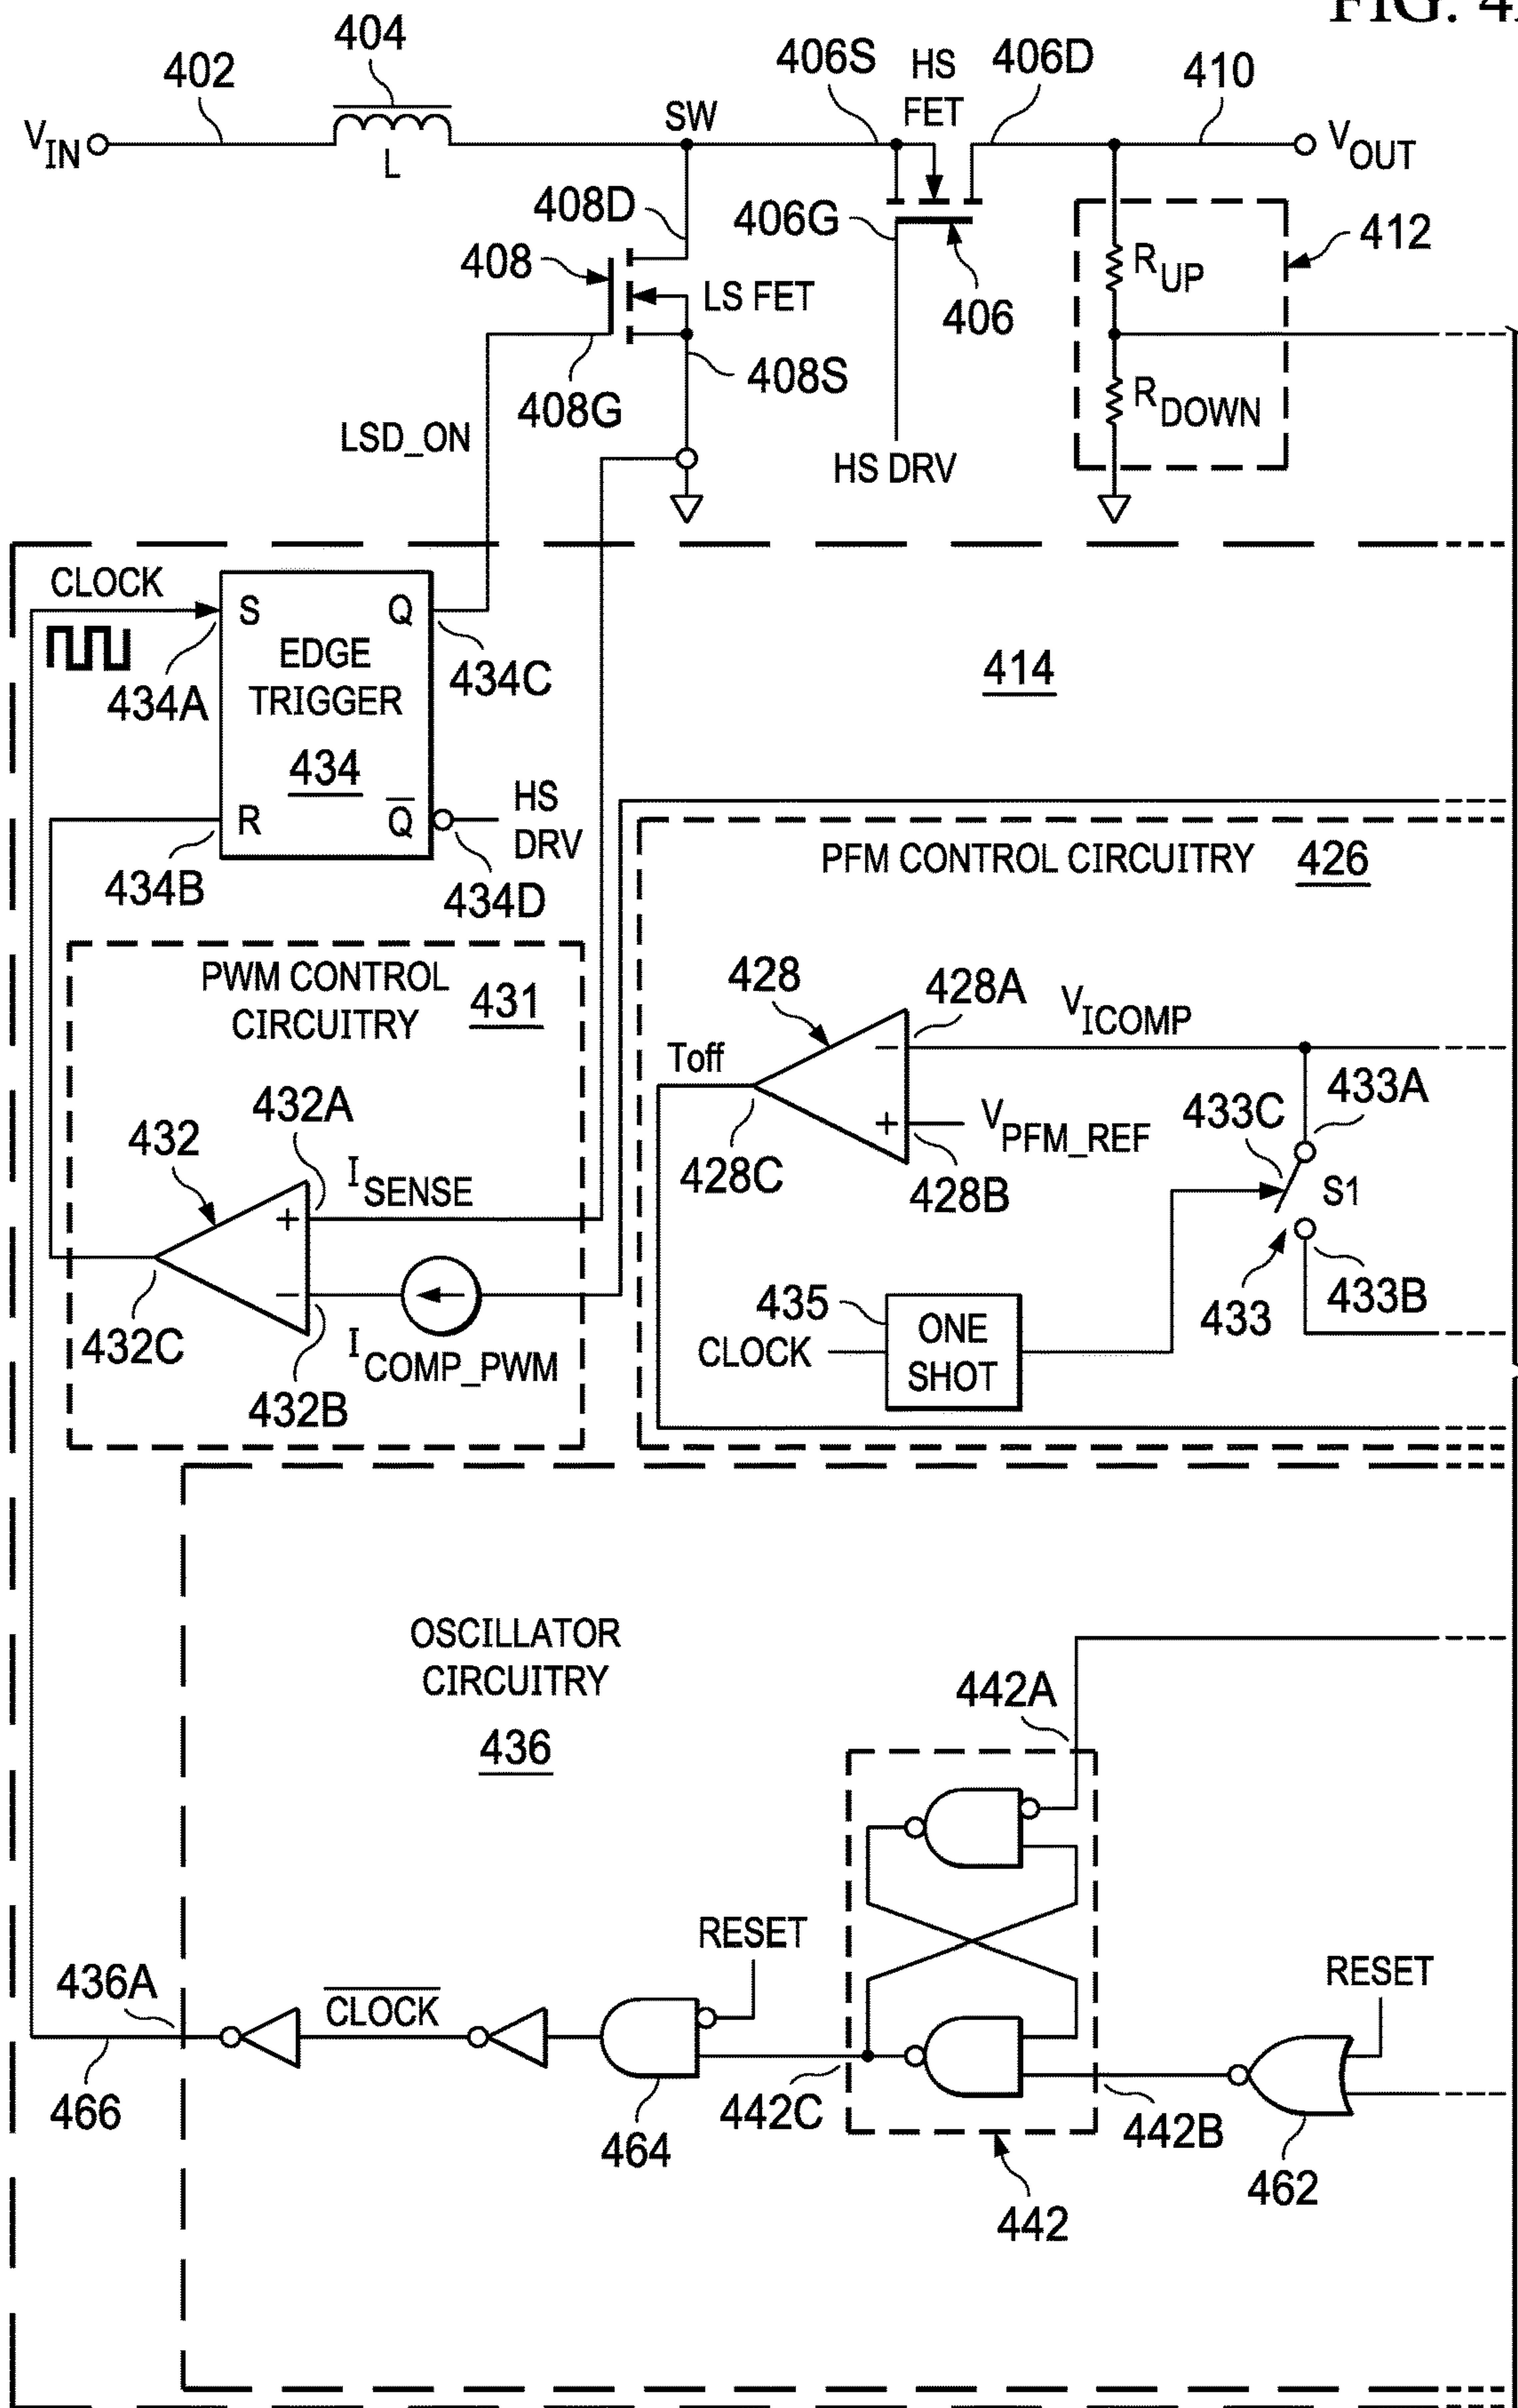 FIG. 4
404
402
406S
HS
FET
406D
410
SW
V_IN
L
V_OUT
408D
406G
412
408
R_UP
LS FET
406
408S
R_DOWN
408G
LSD_ON
HS DRV
CLOCK
S
Q
EDGE
TRIGGER
434C
414
434A
434
HS
DRV
R
Q̅
PFM CONTROL CIRCUITRY 426
434B
434D
PWM CONTROL
CIRCUITRY
431
428
428A
V_ICOMP
Toff
−
433A
432A
433C
+
V_PFM_REF
432
428C
I_SENSE
428B
S1
+
−
435
433
433B
ONE
SHOT
432C
I_COMP_PWM
CLOCK
432B
OSCILLATOR
CIRCUITRY
436
442A
RESET
RESET
436A
C̅L̅O̅C̅K̅
466
442C
442B
464
462
442